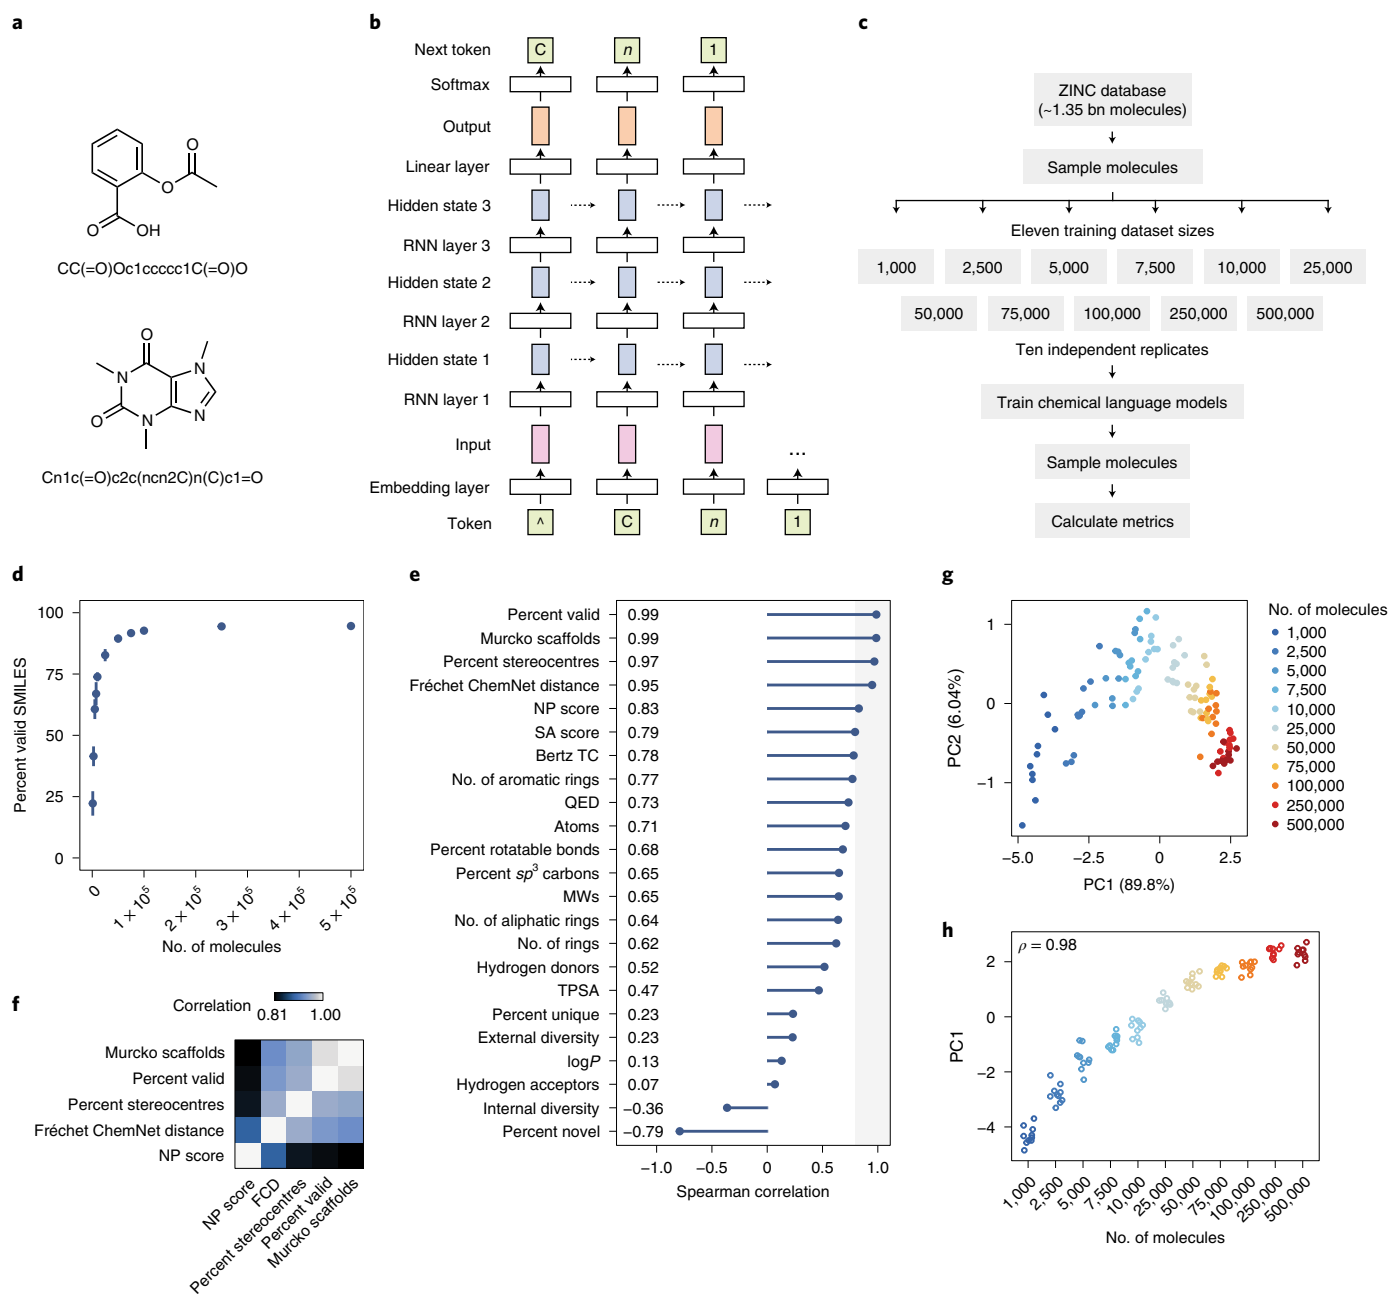 a
O
O
O
OH
CC(=O)Oc1ccccc1C(=O)O
O
N
N
O
N
N
Cn1c(=O)c2c(ncn2C)n(C)c1=O
b
Next token
C
n
1
Softmax
Output
Linear layer
Hidden state 3
RNN layer 3
Hidden state 2
RNN layer 2
Hidden state 1
RNN layer 1
Input
...
Embedding layer
Token
^
C
n
1
c
ZINC database
(~1.35 bn molecules)
Sample molecules
Eleven training dataset sizes
1,000 2,500 5,000 7,500 10,000 25,000
50,000 75,000 100,000 250,000 500,000
Ten independent replicates
Train chemical language models
Sample molecules
Calculate metrics
d
Percent valid SMILES
100
75
50
25
0
0
1 × 10⁵
2 × 10⁵
3 × 10⁵
4 × 10⁵
5 × 10⁵
No. of molecules
e
Percent valid 0.99
Murcko scaffolds 0.99
Percent stereocentres 0.97
Fréchet ChemNet distance 0.95
NP score 0.83
SA score 0.79
Bertz TC 0.78
No. of aromatic rings 0.77
QED 0.73
Atoms 0.71
Percent rotatable bonds 0.68
Percent sp³ carbons 0.65
MWs 0.65
No. of aliphatic rings 0.64
No. of rings 0.62
Hydrogen donors 0.52
TPSA 0.47
Percent unique 0.23
External diversity 0.23
logP 0.13
Hydrogen acceptors 0.07
Internal diversity −0.36
Percent novel −0.79
−1.0 −0.5 0 0.5 1.0
Spearman correlation
f
Correlation
0.81 1.00
Murcko scaffolds
Percent valid
Percent stereocentres
Fréchet ChemNet distance
NP score
NP score
FCD
Percent stereocentres
Percent valid
Murcko scaffolds
g
PC2 (6.04%)
1
0
−1
−5.0 −2.5 0 2.5
PC1 (89.8%)
No. of molecules
1,000
2,500
5,000
7,500
10,000
25,000
50,000
75,000
100,000
250,000
500,000
h
ρ = 0.98
PC1
2
0
−2
−4
1,000
2,500
5,000
7,500
10,000
25,000
50,000
75,000
100,000
250,000
500,000
No. of molecules